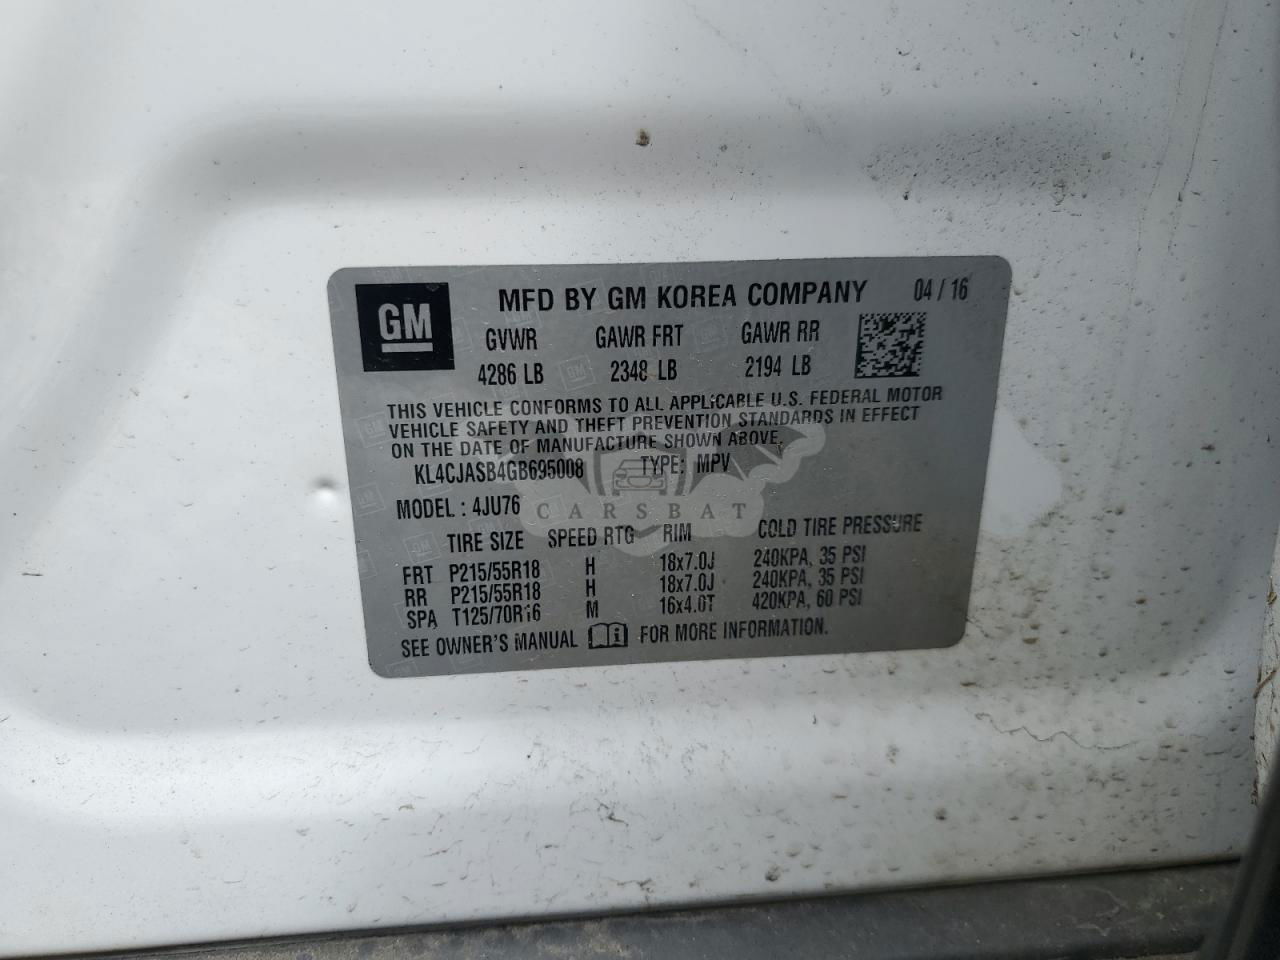 GM MFD BY GM KOREA COMPANY 04 / 16
GVWR GAWR FRT GAWR RR
4286 LB 2348 LB 2194 LB
THIS VEHICLE CONFORMS TO ALL APPLICABLE U.S. FEDERAL MOTOR
VEHICLE SAFETY AND THEFT PREVENTION STANDARDS IN EFFECT
ON THE DATE OF MANUFACTURE SHOWN ABOVE.
KL4CJASB4GB695008 TYPE: MPV
MODEL : 4JU76
CARSBAT
TIRE SIZE SPEED RTG RIM COLD TIRE PRESSURE
FRT P215/55R18 H 18x7.0J 240KPA, 35 PSI
RR P215/55R18 H 18x7.0J 240KPA, 35 PSI
SPA T125/70R16 M 16x4.0T 420KPA, 60 PSI
SEE OWNER'S MANUAL FOR MORE INFORMATION.